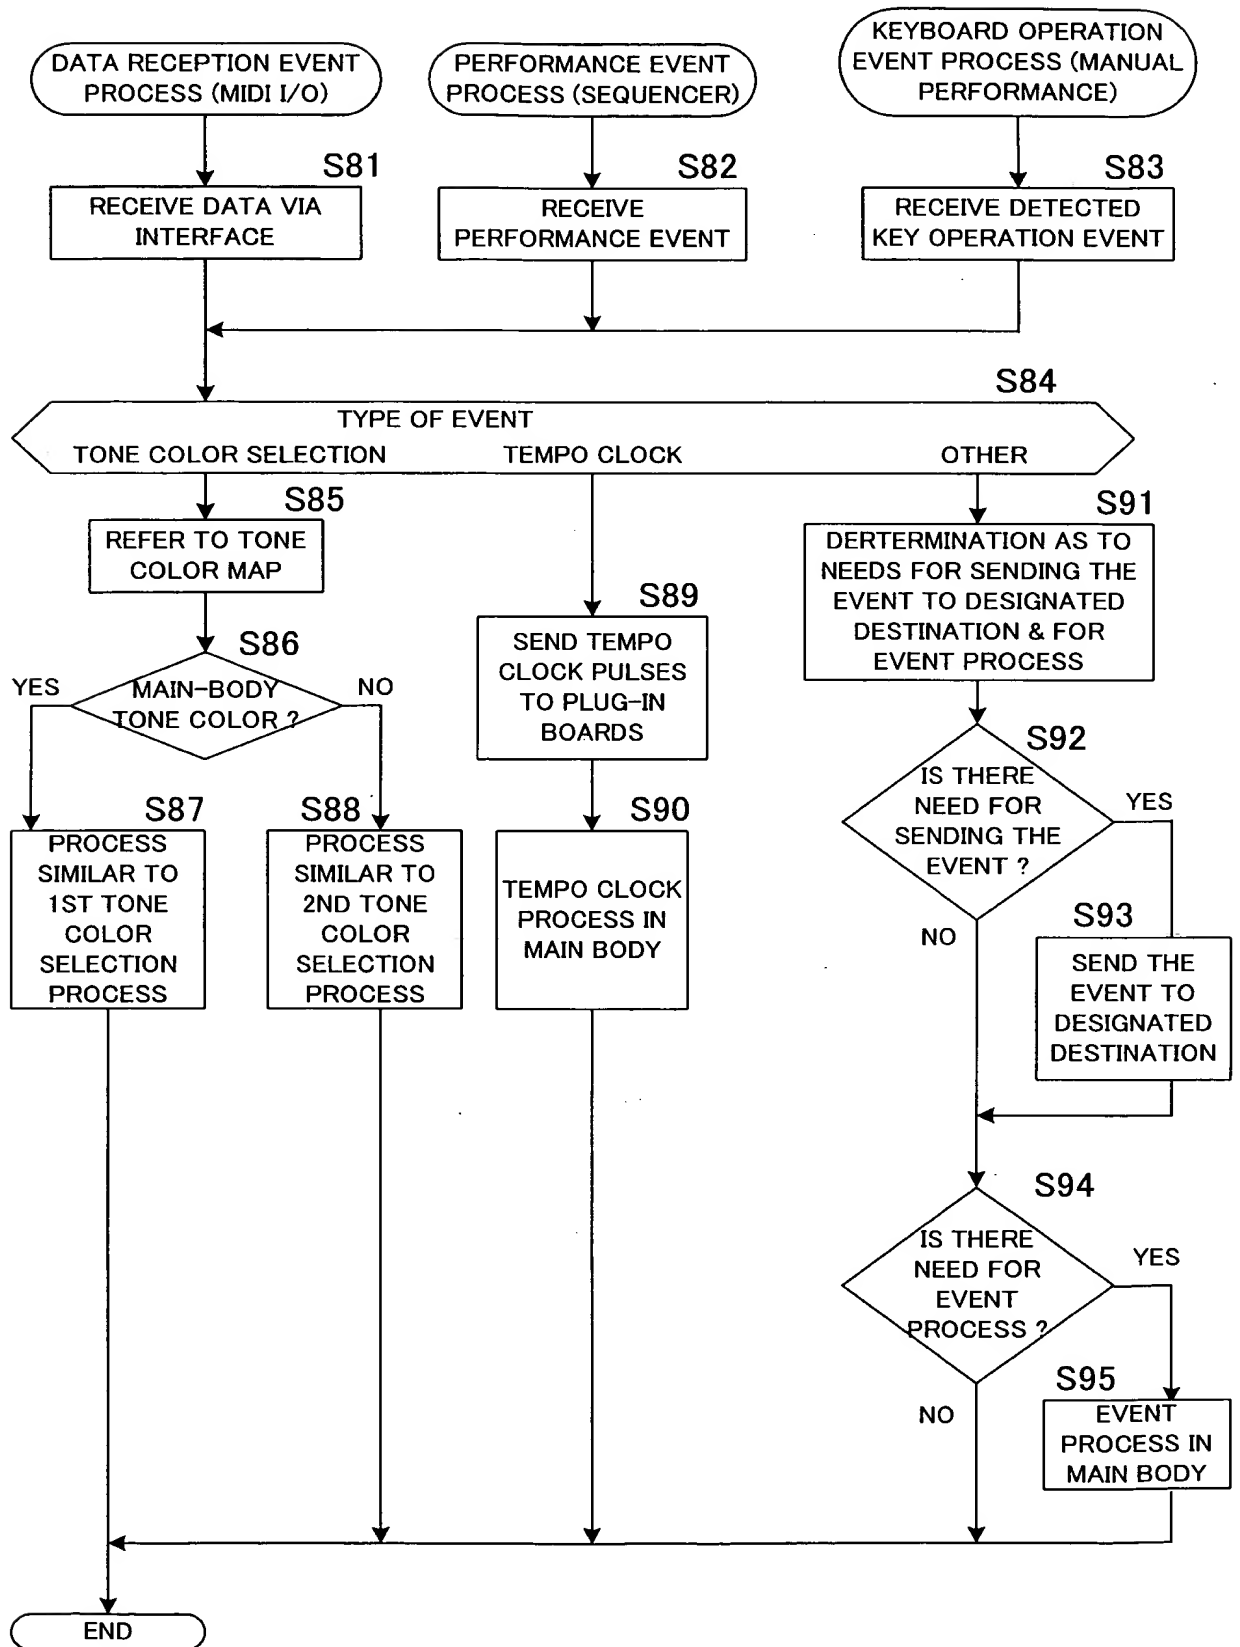 DATA RECEPTION EVENT
PROCESS (MIDI I/O)
PERFORMANCE EVENT
PROCESS (SEQUENCER)
KEYBOARD OPERATION
EVENT PROCESS (MANUAL
PERFORMANCE)
S81
RECEIVE DATA VIA
INTERFACE
S82
RECEIVE
PERFORMANCE EVENT
S83
RECEIVE DETECTED
KEY OPERATION EVENT
S84
TYPE OF EVENT
TONE COLOR SELECTION
TEMPO CLOCK
OTHER
S85
REFER TO TONE
COLOR MAP
S86
YES
MAIN-BODY
TONE COLOR ?
NO
S87
PROCESS
SIMILAR TO
1ST TONE
COLOR
SELECTION
PROCESS
S88
PROCESS
SIMILAR TO
2ND TONE
COLOR
SELECTION
PROCESS
S89
SEND TEMPO
CLOCK PULSES
TO PLUG-IN
BOARDS
S90
TEMPO CLOCK
PROCESS IN
MAIN BODY
S91
DERTERMINATION AS TO
NEEDS FOR SENDING THE
EVENT TO DESIGNATED
DESTINATION & FOR
EVENT PROCESS
S92
IS THERE
NEED FOR
SENDING THE
EVENT ?
YES
NO
S93
SEND THE
EVENT TO
DESIGNATED
DESTINATION
S94
IS THERE
NEED FOR
EVENT
PROCESS ?
YES
NO
S95
EVENT
PROCESS IN
MAIN BODY
END